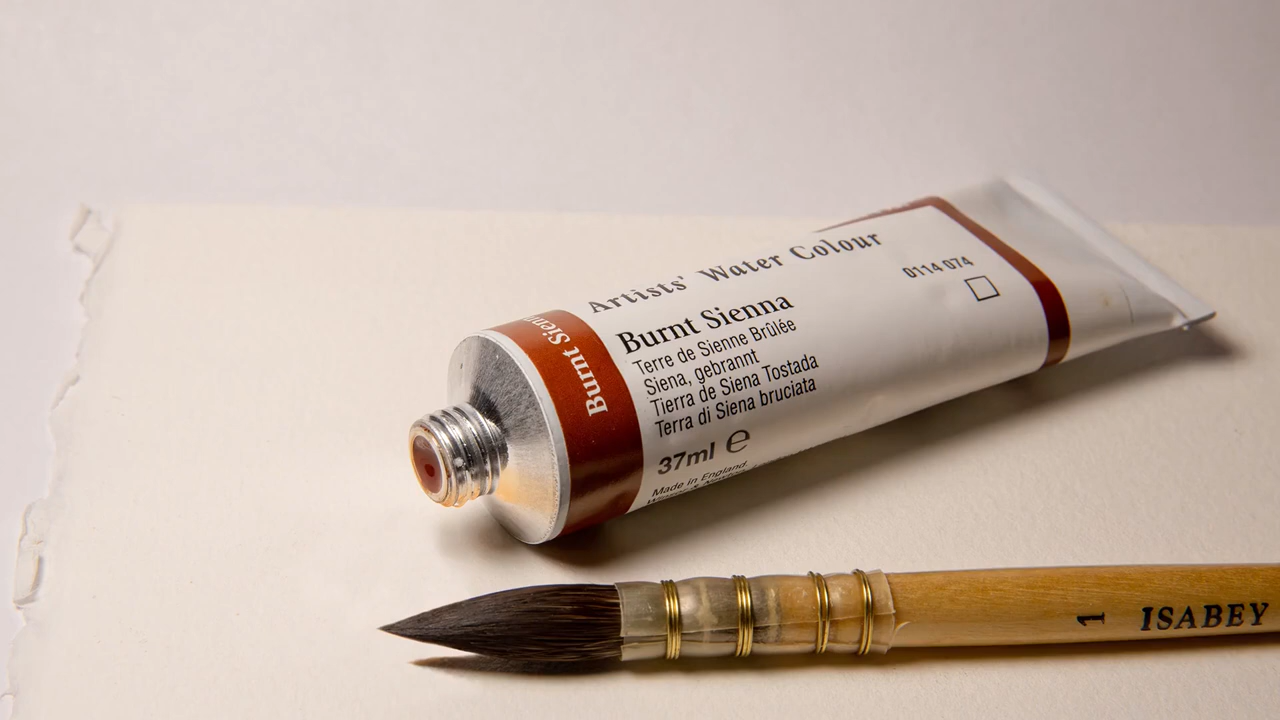 Artists' Water Colour
0114 074
Burnt Sienna
Burnt
Terre de Sienne Brûlée
Siena, gebrannt
Tierra de Siena Tostada
Terra di Siena bruciata
37ml ℮
Made in England
1 ISABEY